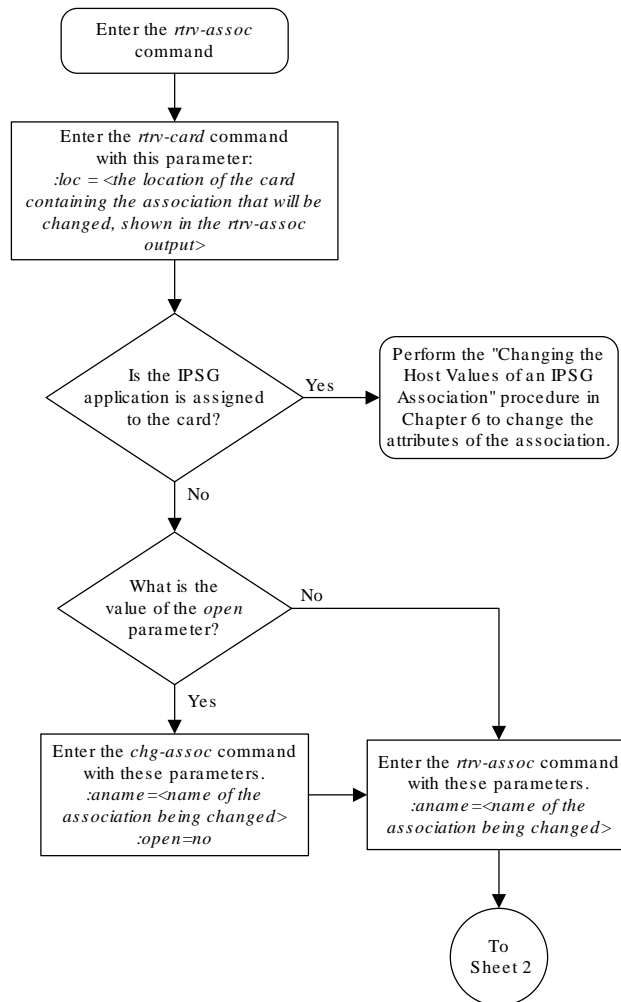 Enter the rtrv-assoc
command
Enter the rtrv-card command
with this parameter:
:loc = <the location of the card
containing the association that will be
changed, shown in the rtrv-assoc
output>
Is the IPSG
application is assigned
to the card?
Yes
Perform the "Changing the
Host Values of an IPSG
Association" procedure in
Chapter 6 to change the
attributes of the association.
No
What is the
value of the open
parameter?
No
Yes
Enter the chg-assoc command
with these parameters.
:aname=<name of the
association being changed>
:open=no
Enter the rtrv-assoc command
with these parameters.
:aname=<name of the
association being changed>
To
Sheet 2